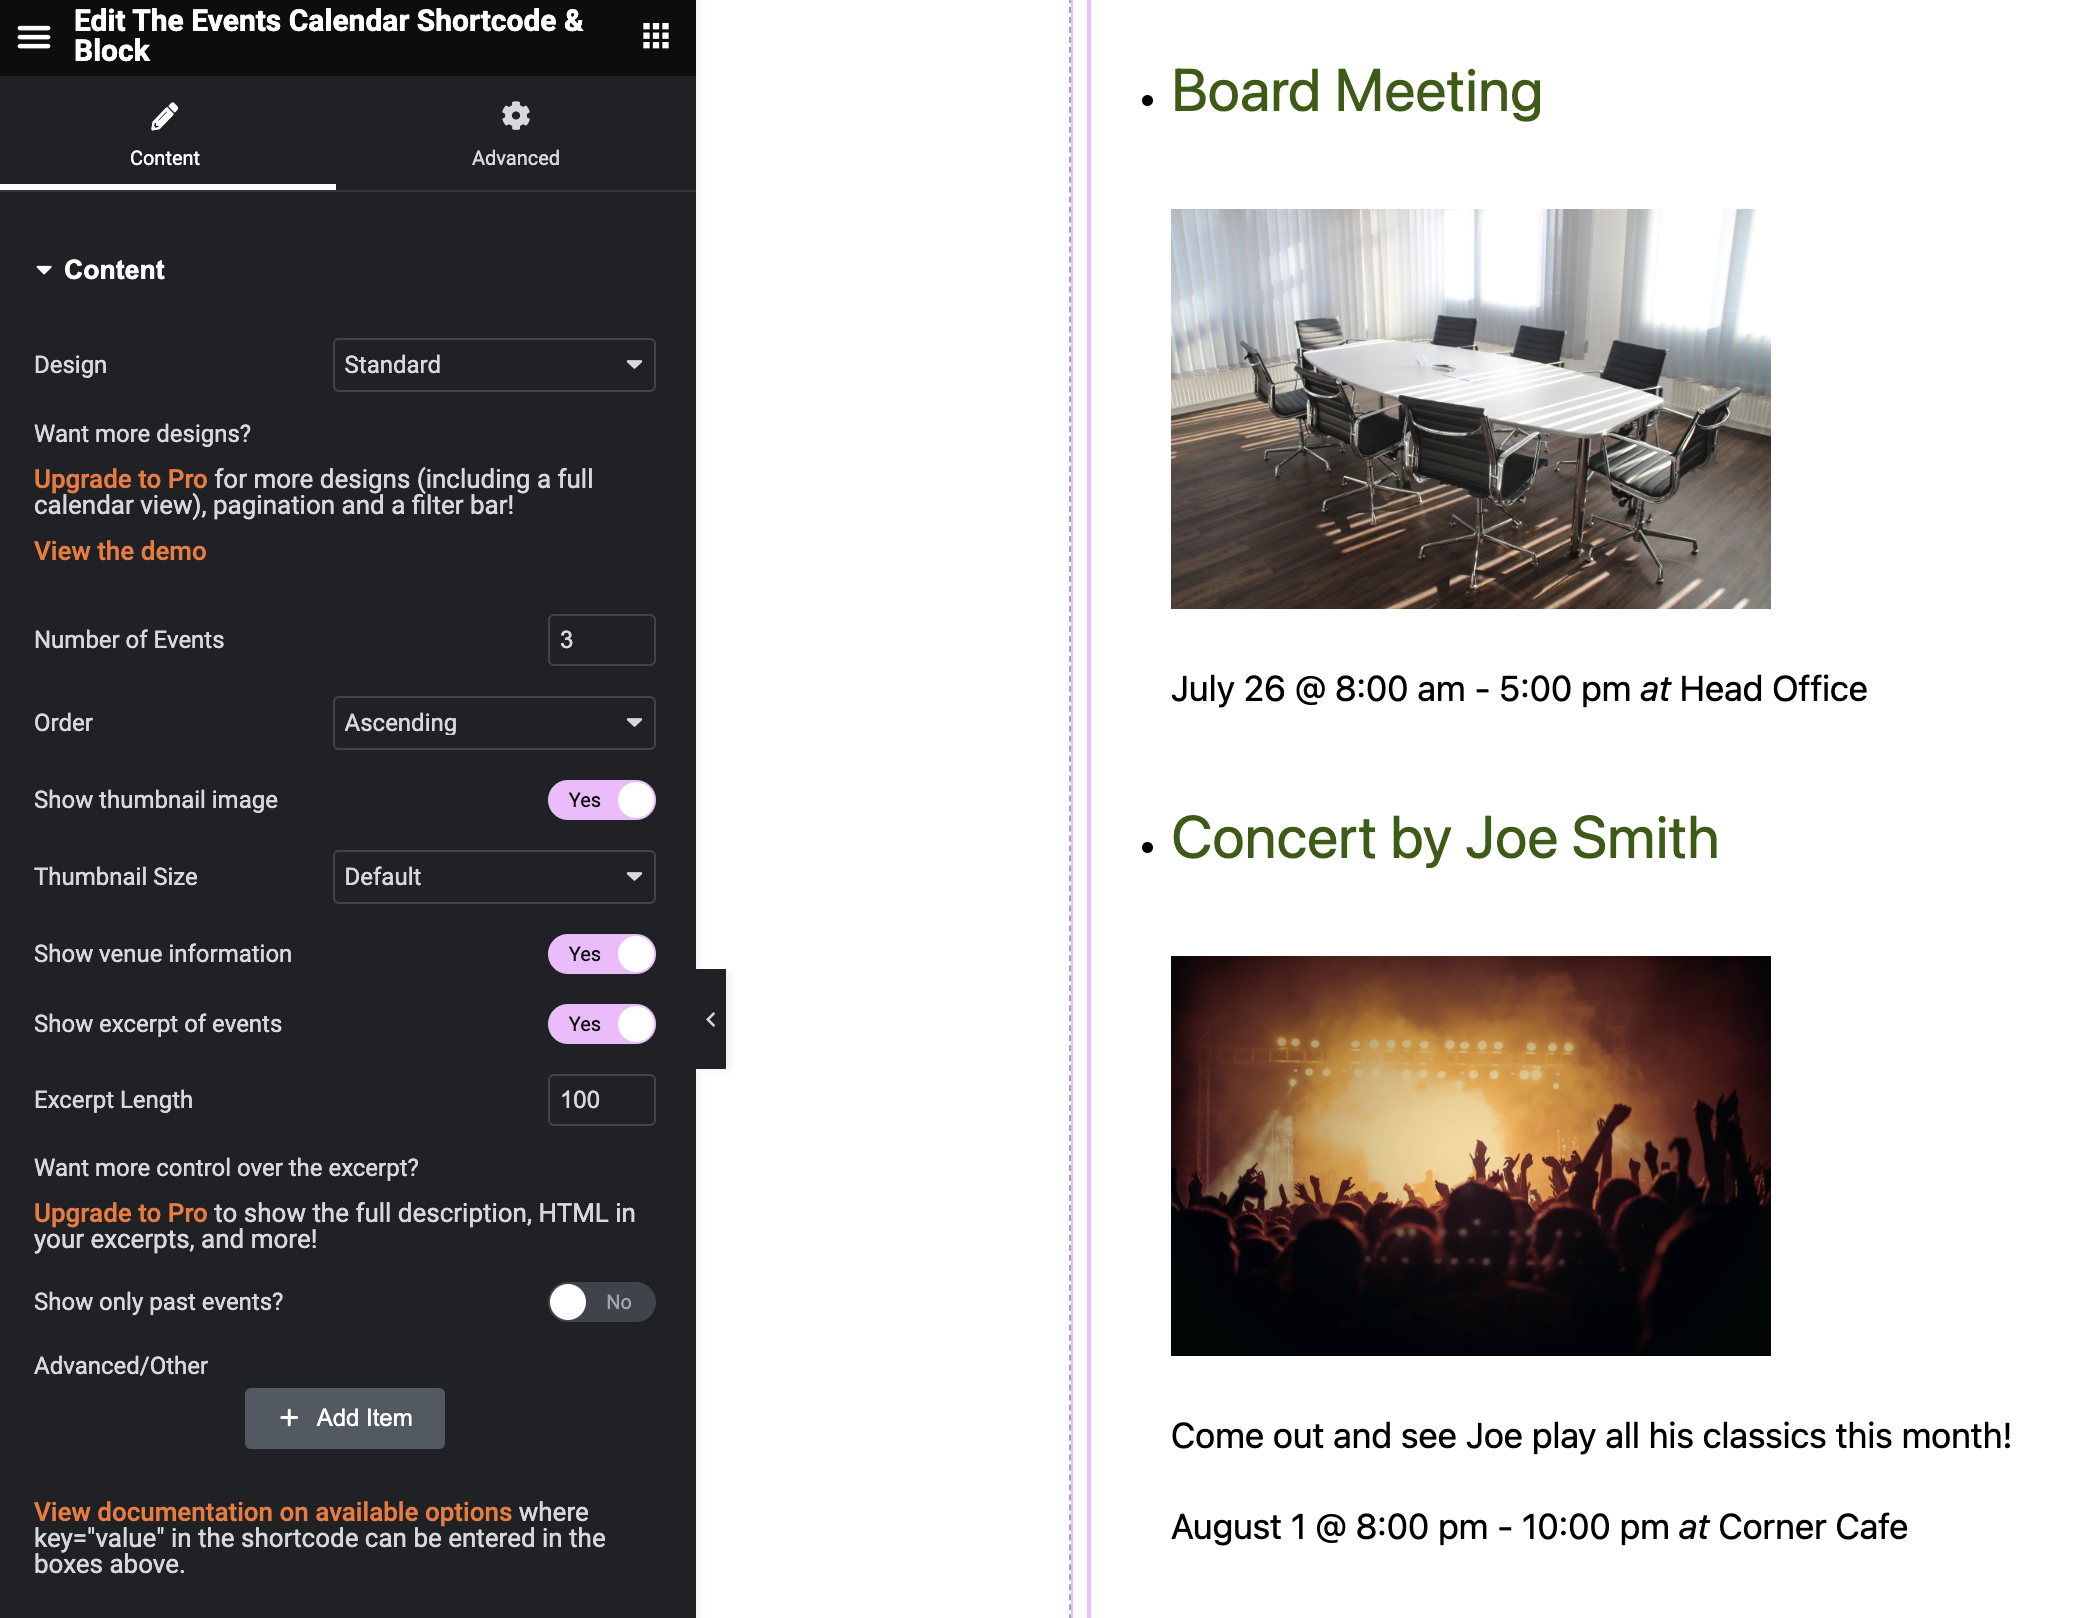 Edit The Events Calendar Shortcode &
Block
Content
Advanced
Content
Design
Standard
Want more designs?
Upgrade to Pro for more designs (including a full
calendar view), pagination and a filter bar!
View the demo
Number of Events
3
Order
Ascending
Show thumbnail image
Yes
Thumbnail Size
Default
Show venue information
Yes
Show excerpt of events
Yes
Excerpt Length
100
Want more control over the excerpt?
Upgrade to Pro to show the full description, HTML in
your excerpts, and more!
Show only past events?
No
Advanced/Other
+ Add Item
View documentation on available options where
key="value" in the shortcode can be entered in the
boxes above.
• Board Meeting
July 26 @ 8:00 am - 5:00 pm at Head Office
• Concert by Joe Smith
Come out and see Joe play all his classics this month!
August 1 @ 8:00 pm - 10:00 pm at Corner Cafe